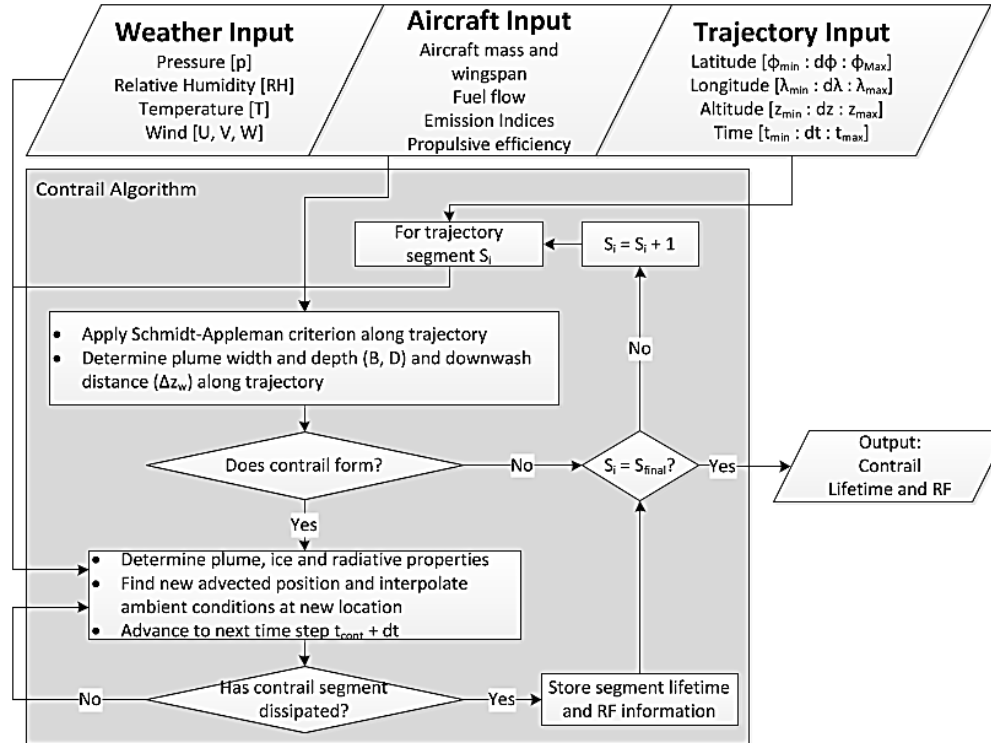 Weather Input
Pressure [p]
Relative Humidity [RH]
Temperature [T]
Wind [U, V, W]
Aircraft Input
Aircraft mass and
wingspan
Fuel flow
Emission Indices
Propulsive efficiency
Trajectory Input
Latitude [ϕmin : dϕ : ϕMax]
Longitude [λmin : dλ : λmax]
Altitude [zmin : dz : zmax]
Time [tmin : dt : tmax]
Contrail Algorithm
For trajectory
segment Si
Si = Si + 1
• Apply Schmidt-Appleman criterion along trajectory
• Determine plume width and depth (B, D) and downwash
distance (Δzw) along trajectory
No
Does contrail form?
No
Si = Sfinal?
Yes
Output:
Contrail
Lifetime and RF
Yes
• Determine plume, ice and radiative properties
• Find new advected position and interpolate
ambient conditions at new location
• Advance to next time step tcont + dt
No
Has contrail segment
dissipated?
Yes
Store segment lifetime
and RF information